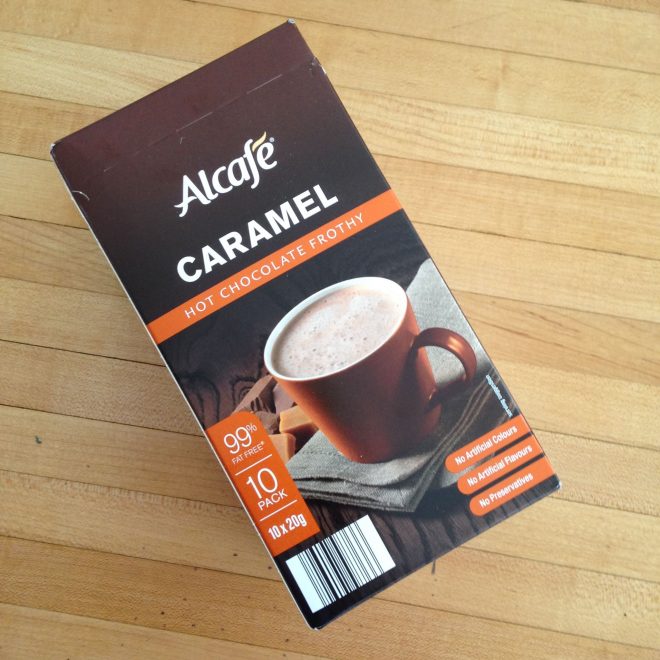 Alcafé®
CARAMEL
HOT CHOCOLATE FROTHY
99%
FAT FREE*
10
PACK
10 x 20g
No Artificial Colours
No Artificial Flavours
No Preservatives